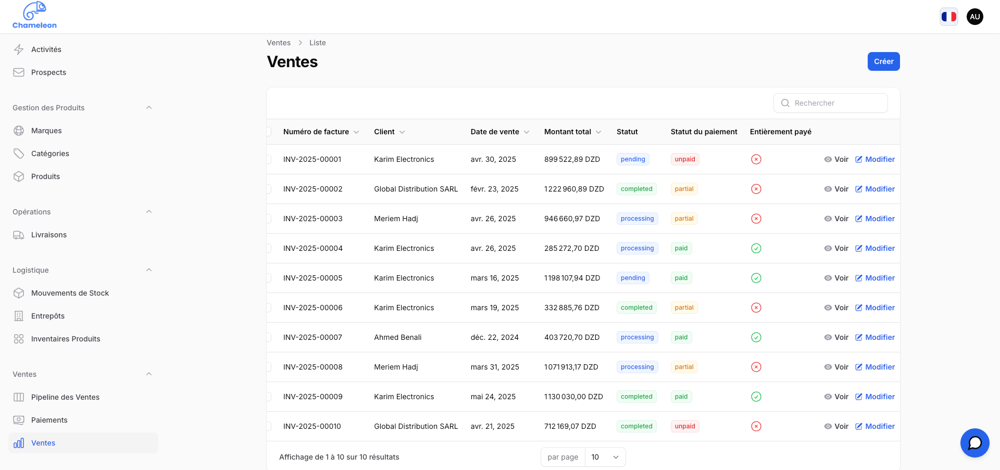 Chameleon
AU
Activités
Prospects
Gestion des Produits
Marques
Catégories
Produits
Opérations
Livraisons
Logistique
Mouvements de Stock
Entrepôts
Inventaires Produits
Ventes
Pipeline des Ventes
Paiements
Ventes
Ventes > Liste
Ventes
Créer
Rechercher
Numéro de facture Client Date de vente Montant total Statut Statut du paiement Entièrement payé
INV-2025-00001 Karim Electronics avr. 30, 2025 899 522,89 DZD pending unpaid Voir Modifier
INV-2025-00002 Global Distribution SARL févr. 23, 2025 1 222 960,89 DZD completed partial Voir Modifier
INV-2025-00003 Meriem Hadj avr. 26, 2025 946 660,97 DZD processing partial Voir Modifier
INV-2025-00004 Karim Electronics avr. 26, 2025 285 272,70 DZD processing paid Voir Modifier
INV-2025-00005 Karim Electronics mars 16, 2025 1 198 107,94 DZD pending paid Voir Modifier
INV-2025-00006 Karim Electronics mars 19, 2025 332 885,76 DZD completed partial Voir Modifier
INV-2025-00007 Ahmed Benali déc. 22, 2024 403 720,70 DZD processing paid Voir Modifier
INV-2025-00008 Meriem Hadj mars 31, 2025 1 071 913,17 DZD processing partial Voir Modifier
INV-2025-00009 Karim Electronics mai 24, 2025 1 130 030,00 DZD completed paid Voir Modifier
INV-2025-00010 Global Distribution SARL avr. 21, 2025 712 169,07 DZD completed unpaid Voir Modifier
Affichage de 1 à 10 sur 10 résultats par page 10